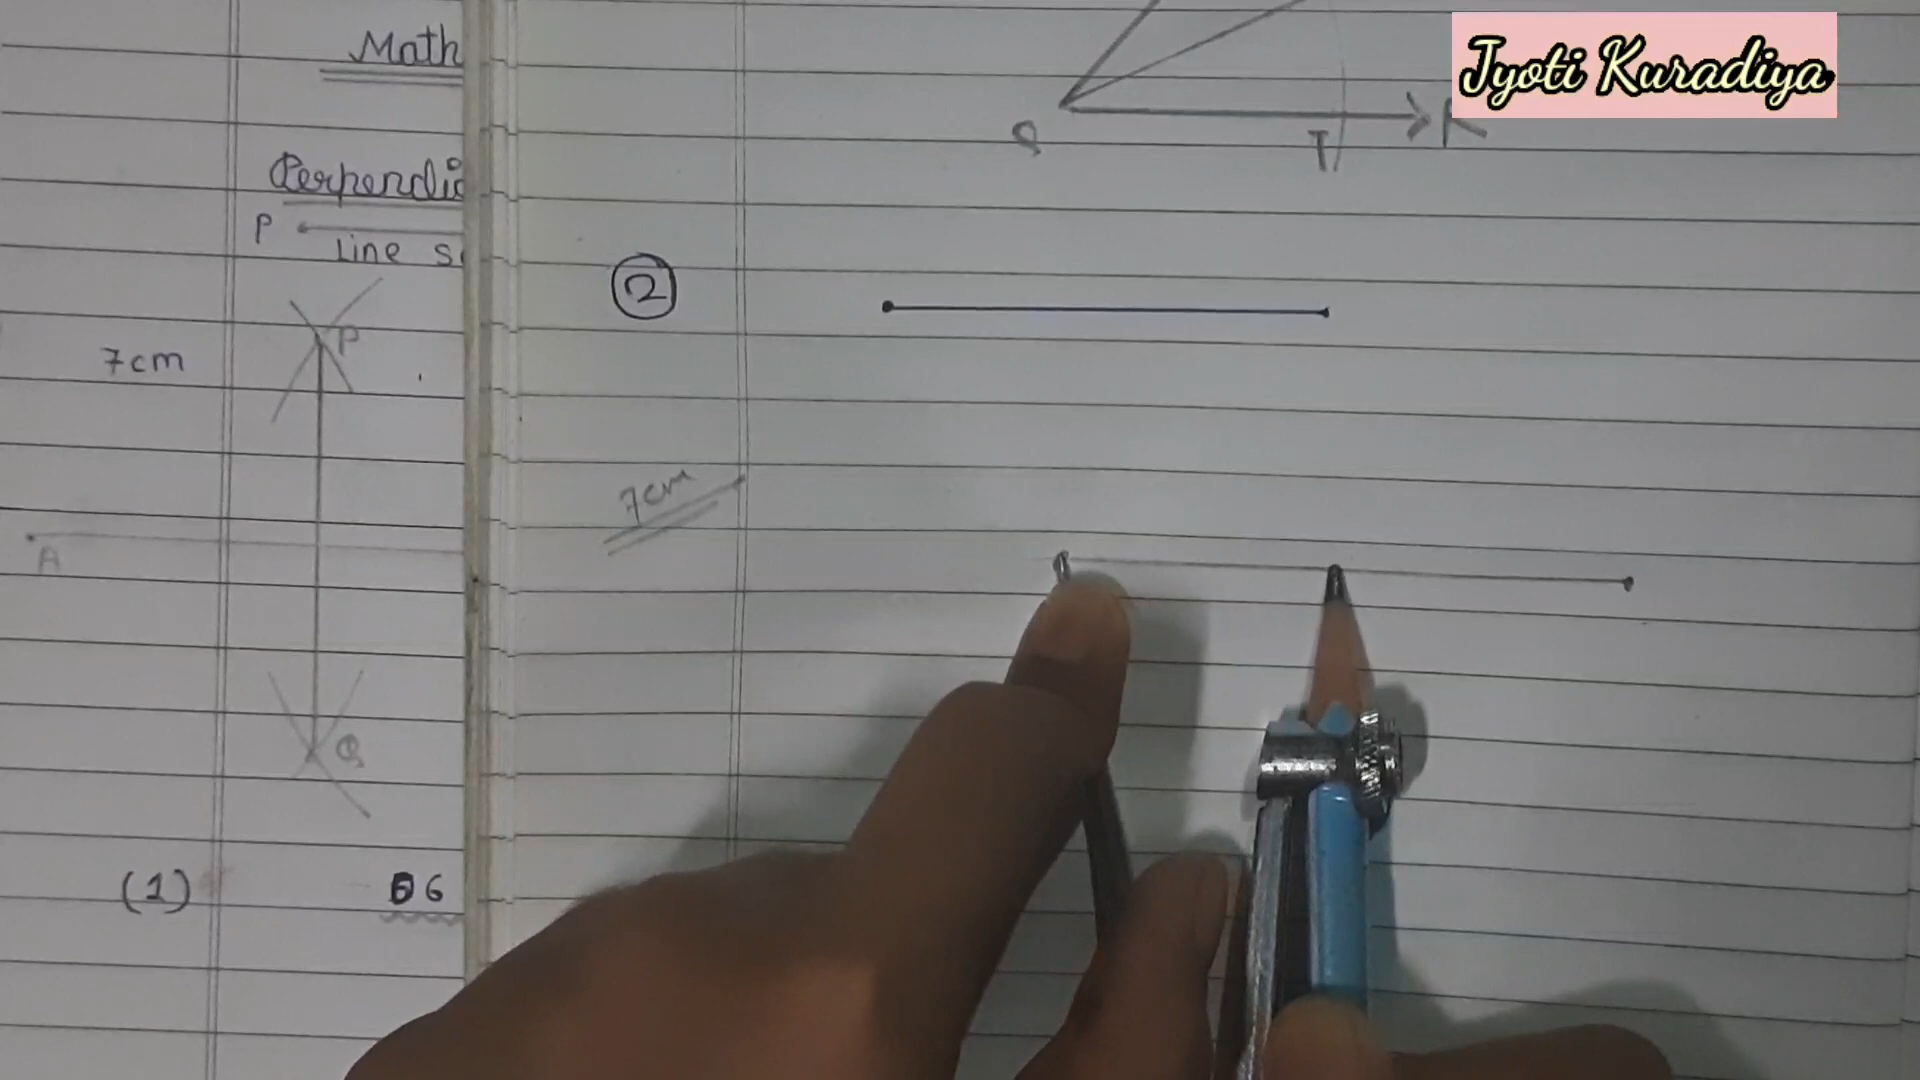 Math
Perpendic
P
Line s
P
7cm
A
Q
(1)
6
Jyoti Kuradiya
Q
T
R
2
7cm